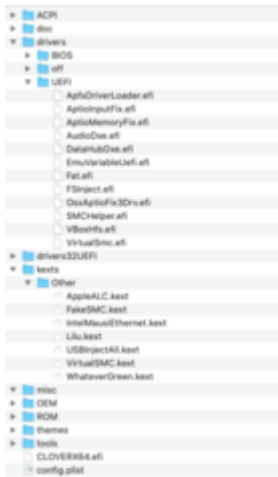 ACPI
doc
drivers
BIOS
off
UEFI
ApfsDriverLoader.efi
AptioInputFix.efi
AptioMemoryFix.efi
AudioDxe.efi
DataHubDxe.efi
EmuVariableUefi.efi
Fat.efi
FSInject.efi
OsxAptioFix3Drv.efi
SMCHelper.efi
VBoxHfs.efi
VirtualSmc.efi
drivers32UEFI
kexts
Other
AppleALC.kext
FakeSMC.kext
IntelMausiEthernet.kext
Lilu.kext
USBInjectAll.kext
VirtualSMC.kext
WhateverGreen.kext
misc
OEM
ROM
themes
tools
CLOVERX64.efi
config.plist